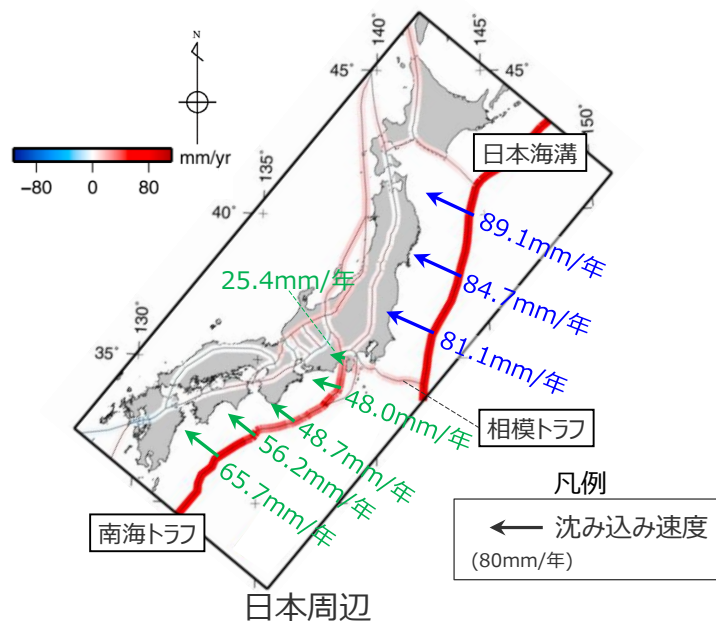 N
140
145
45°
45°
150
日本海溝
mm/yr
−80 0 80
135
40°
89.1mm/年
25.4mm/年
84.7mm/年
130
81.1mm/年
35°
48.0mm/年
相模トラフ
48.7mm/年
56.2mm/年
65.7mm/年
南海トラフ
凡例
沈み込み速度
(80mm/年)
日本周辺